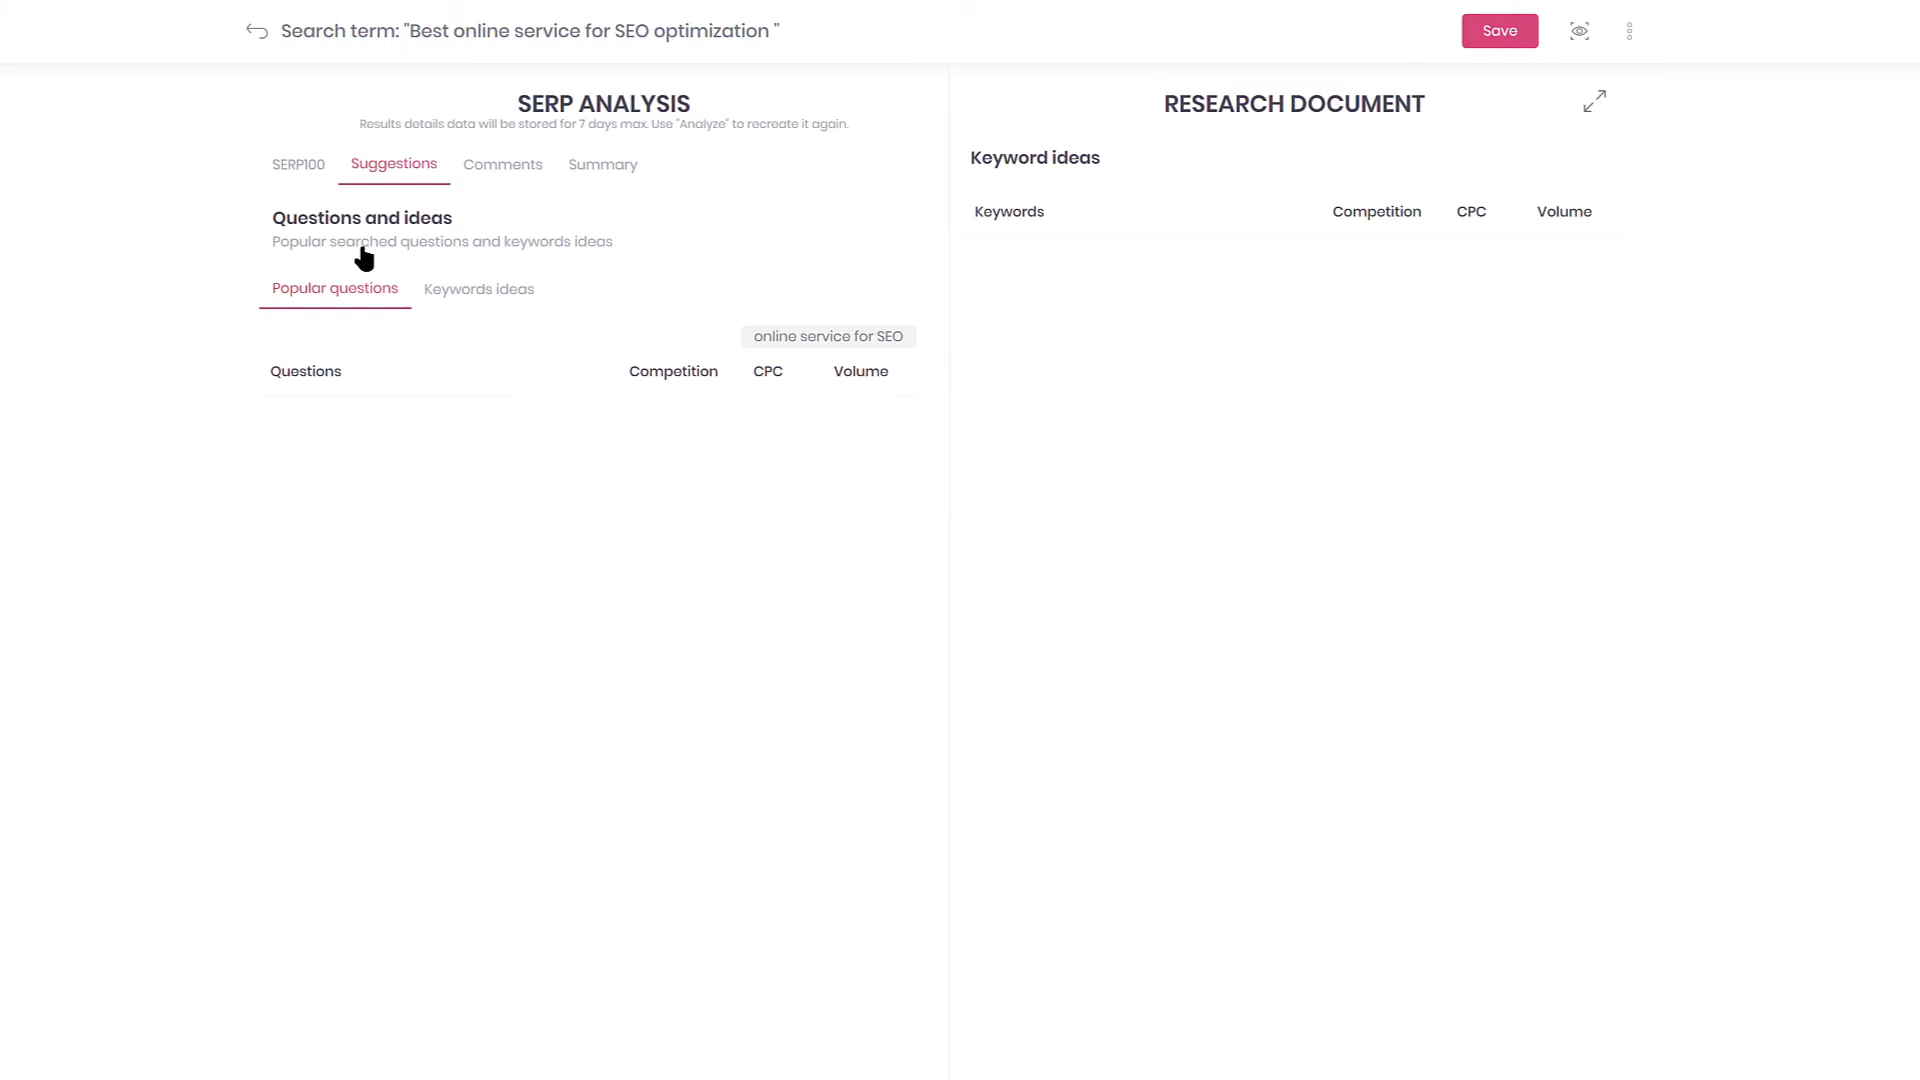 Search term: "Best online service for SEO optimization "
Save
SERP ANALYSIS
Results details data will be stored for 7 days max. Use "Analyze" to recreate it again.
SERP100 Suggestions Comments Summary
Questions and ideas
Popular searched questions and keywords ideas
Popular questions Keywords ideas
online service for SEO
Questions Competition CPC Volume
RESEARCH DOCUMENT
Keyword ideas
Keywords Competition CPC Volume